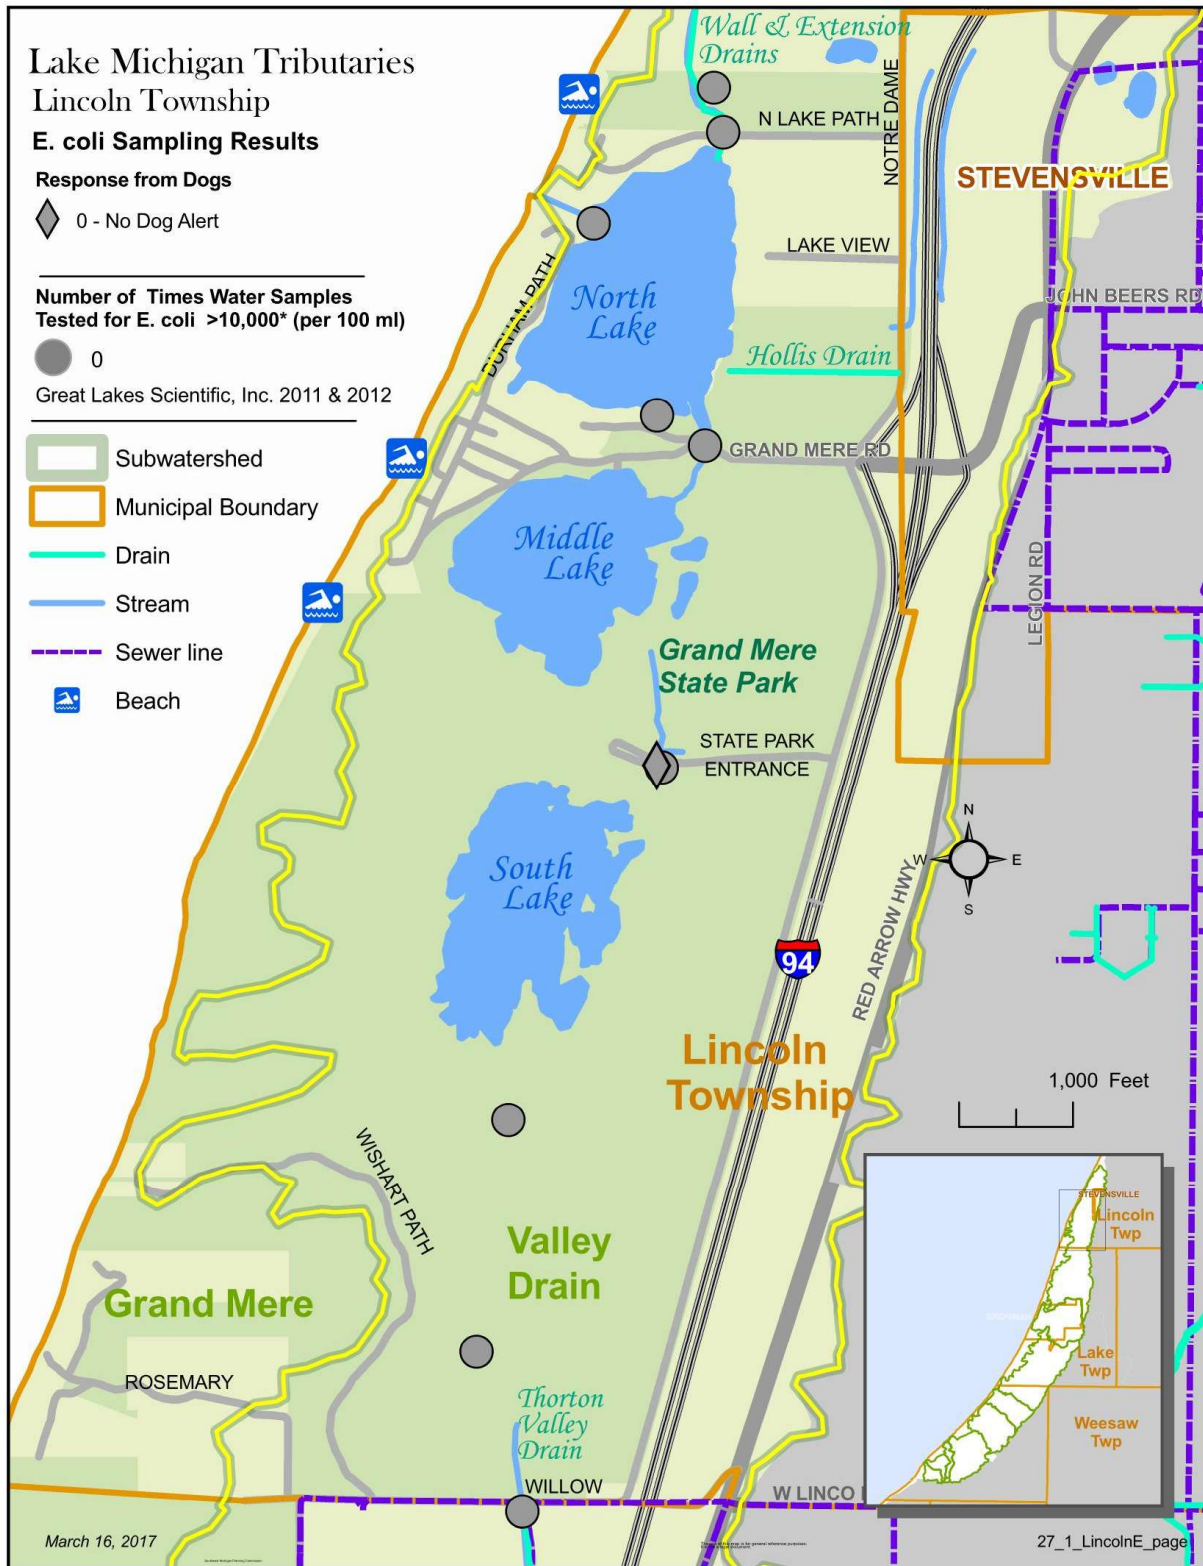 Lake Michigan Tributaries
Lincoln Township
E. coli Sampling Results
Response from Dogs
0 - No Dog Alert
Number of Times Water Samples
Tested for E. coli >10,000* (per 100 ml)
0
Great Lakes Scientific, Inc. 2011 & 2012
Subwatershed
Municipal Boundary
Drain
Stream
Sewer line
Beach
Wall & Extension
Drains
N LAKE PATH
NOTRE DAME
STEVENSVILLE
LAKE VIEW
JOHN BEERS RD
DURHAM PATH
North
Lake
Hollis Drain
GRAND MERE RD
Middle
Lake
LEGION RD
Grand Mere
State Park
STATE PARK
ENTRANCE
South
Lake
N
W
E
S
RED ARROW HWY
94
Lincoln
Township
1,000 Feet
WISHART PATH
Valley
Drain
Grand Mere
ROSEMARY
Thorton
Valley
Drain
WILLOW
W LINCO
STEVENSVILLE
Lincoln
Twp
Lake
Twp
Weesaw
Twp
March 16, 2017
27_1_LincolnE_page